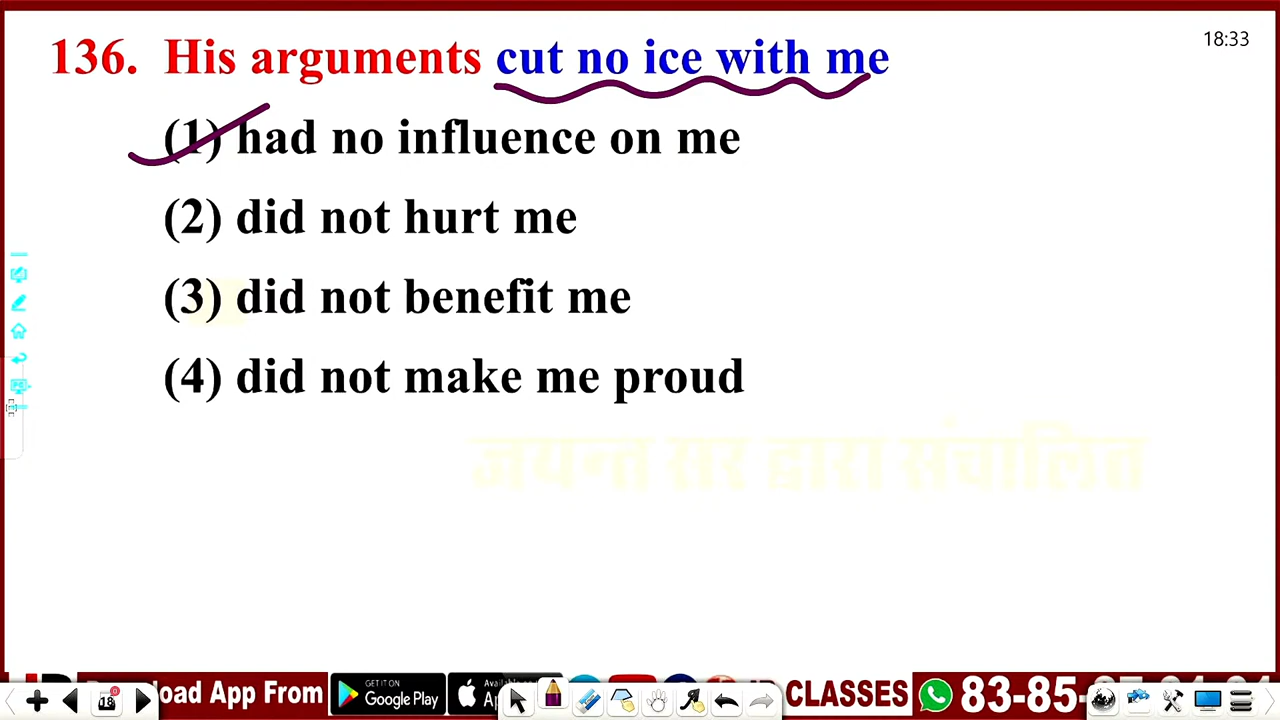 18:33
136. His arguments cut no ice with me
(1) had no influence on me
(2) did not hurt me
(3) did not benefit me
(4) did not make me proud
जयन्त सर द्वारा संचालित
App From GET IT ON Google Play CLASSES 83-85-
18